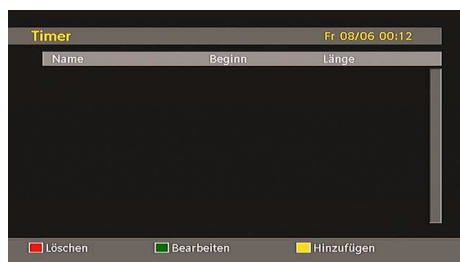 Timer Fr 08/06 00:12
Name Beginn Länge
Löschen Bearbeiten Hinzufügen